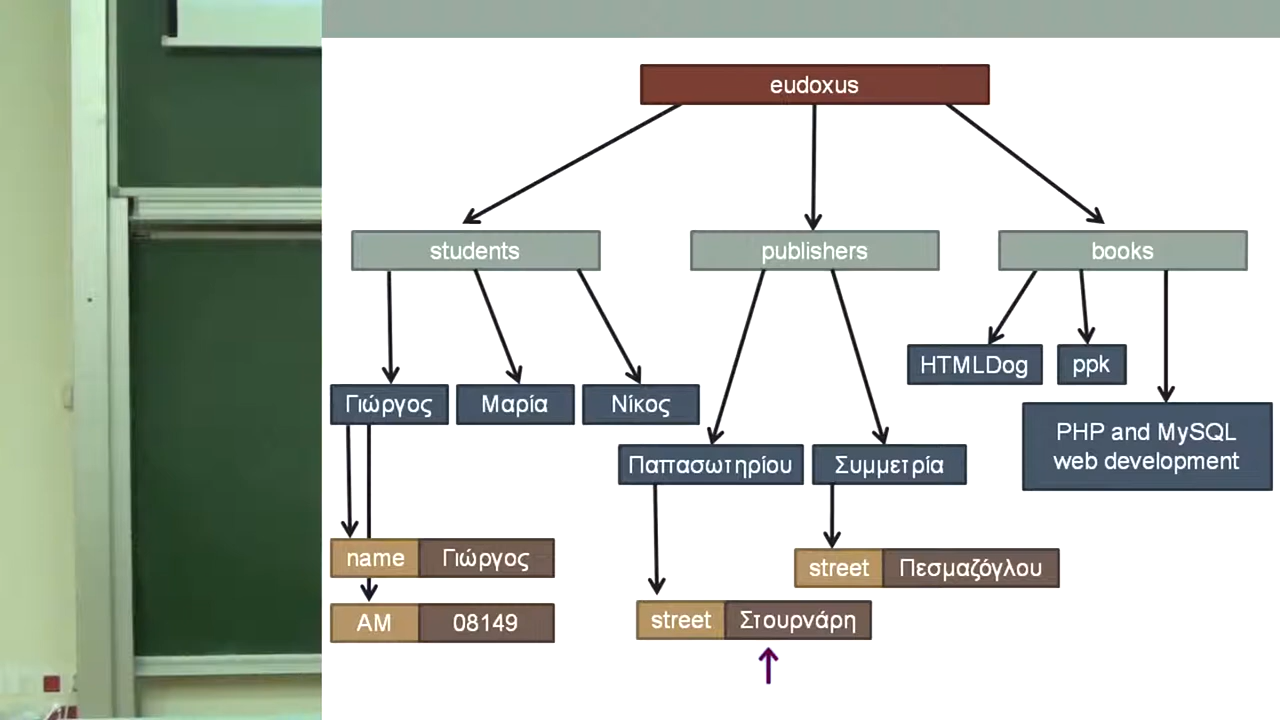 eudoxus
students
publishers
books
HTMLDog
ppk
Γιώργος
Μαρία
Νίκος
PHP and MySQL
web development
Παπασωτηρίου
Συμμετρία
name Γιώργος
street Πεσμαζόγλου
AM 08149
street Στουρνάρη